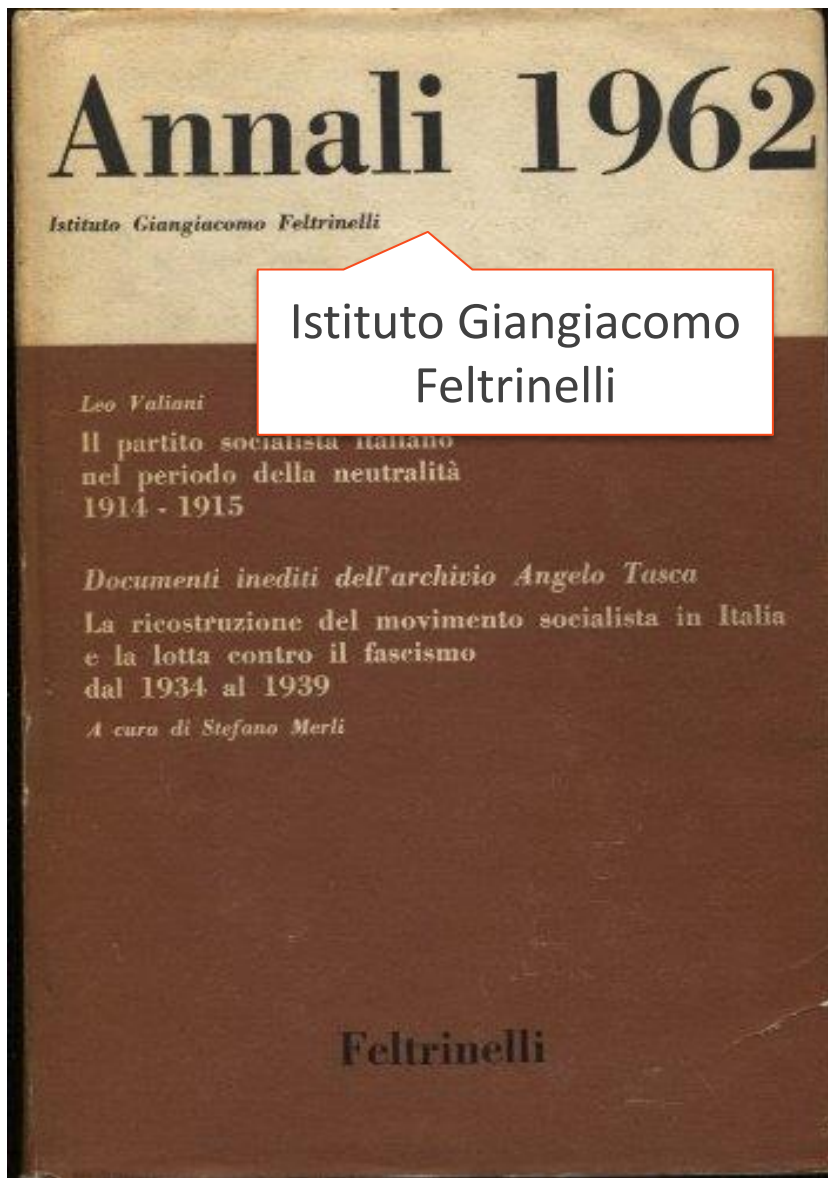 Annali 1962
Istituto Giangiacomo Feltrinelli
Istituto Giangiacomo
Feltrinelli
Leo Valiani
Il partito socialista italiano
nel periodo della neutralità
1914 - 1915
Documenti inediti dell'archivio Angelo Tasca
La ricostruzione del movimento socialista in Italia
e la lotta contro il fascismo
dal 1934 al 1939
A cura di Stefano Merli
Feltrinelli